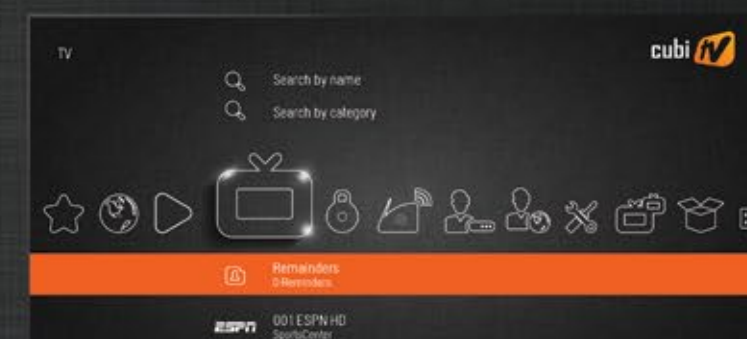 TV
cubi tv
Search by name
Search by category
Remainders
0 Reminders
ESPN
001 ESPN HD
SportsCenter